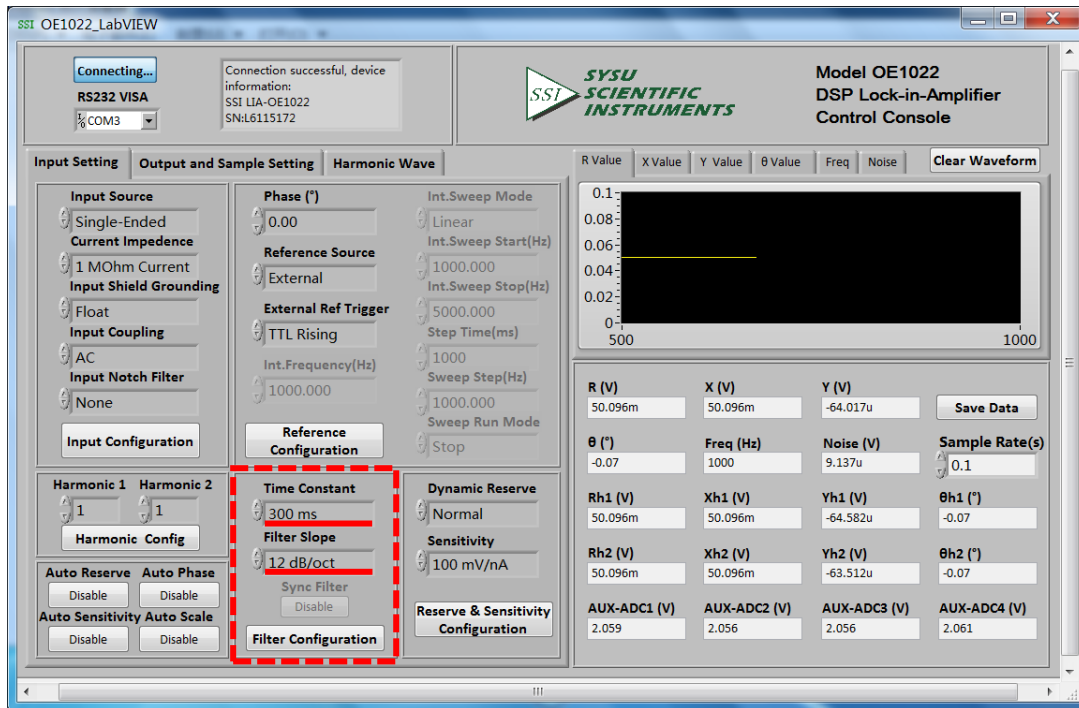 SSI OE1022_LabVIEW
Connecting...
RS232 VISA
COM3
Connection successful, device
information:
SSI LIA-OE1022
SN:L6115172
SSI
SYSU
SCIENTIFIC
INSTRUMENTS
Model OE1022
DSP Lock-in-Amplifier
Control Console
Input Setting Output and Sample Setting Harmonic Wave
Input Source
Single-Ended
Current Impedance
1 MOhm Current
Input Shield Grounding
Float
Input Coupling
AC
Input Notch Filter
None
Input Configuration
Phase (°)
0.00
Reference Source
External
External Ref Trigger
TTL Rising
Int.Frequency(Hz)
1000.000
Reference
Configuration
Int.Sweep Mode
Linear
Int.Sweep Start(Hz)
1000.000
Int.Sweep Stop(Hz)
5000.000
Step Time(ms)
1000
Sweep Step(Hz)
1000.000
Sweep Run Mode
Stop
Harmonic 1 Harmonic 2
1 1
Harmonic Config
Auto Reserve Auto Phase
Disable Disable
Auto Sensitivity Auto Scale
Disable Disable
Time Constant
300 ms
Filter Slope
12 dB/oct
Sync Filter
Disable
Filter Configuration
Dynamic Reserve
Normal
Sensitivity
100 mV/nA
Reserve & Sensitivity
Configuration
R Value X Value Y Value θ Value Freq Noise Clear Waveform
0.1
0.08
0.06
0.04
0.02
0
500 1000
R (V) X (V) Y (V)
50.096m 50.096m -64.017u Save Data
θ (°) Freq (Hz) Noise (V) Sample Rate(s)
-0.07 1000 9.137u 0.1
Rh1 (V) Xh1 (V) Yh1 (V) θh1 (°)
50.096m 50.096m -64.582u -0.07
Rh2 (V) Xh2 (V) Yh2 (V) θh2 (°)
50.096m 50.096m -63.512u -0.07
AUX-ADC1 (V) AUX-ADC2 (V) AUX-ADC3 (V) AUX-ADC4 (V)
2.059 2.056 2.056 2.061